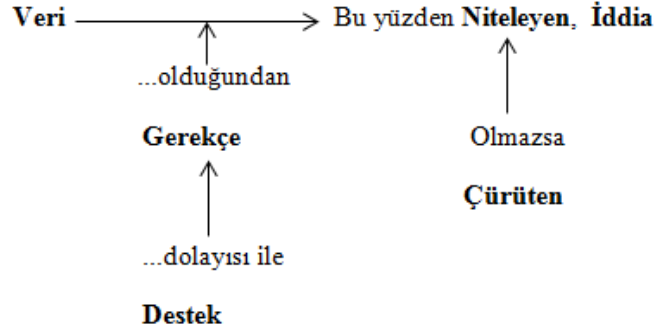 Veri Bu yüzden Niteleyen, İddia
...olduğundan
Gerekçe Olmazsa
Çürüten
...dolayısı ile
Destek